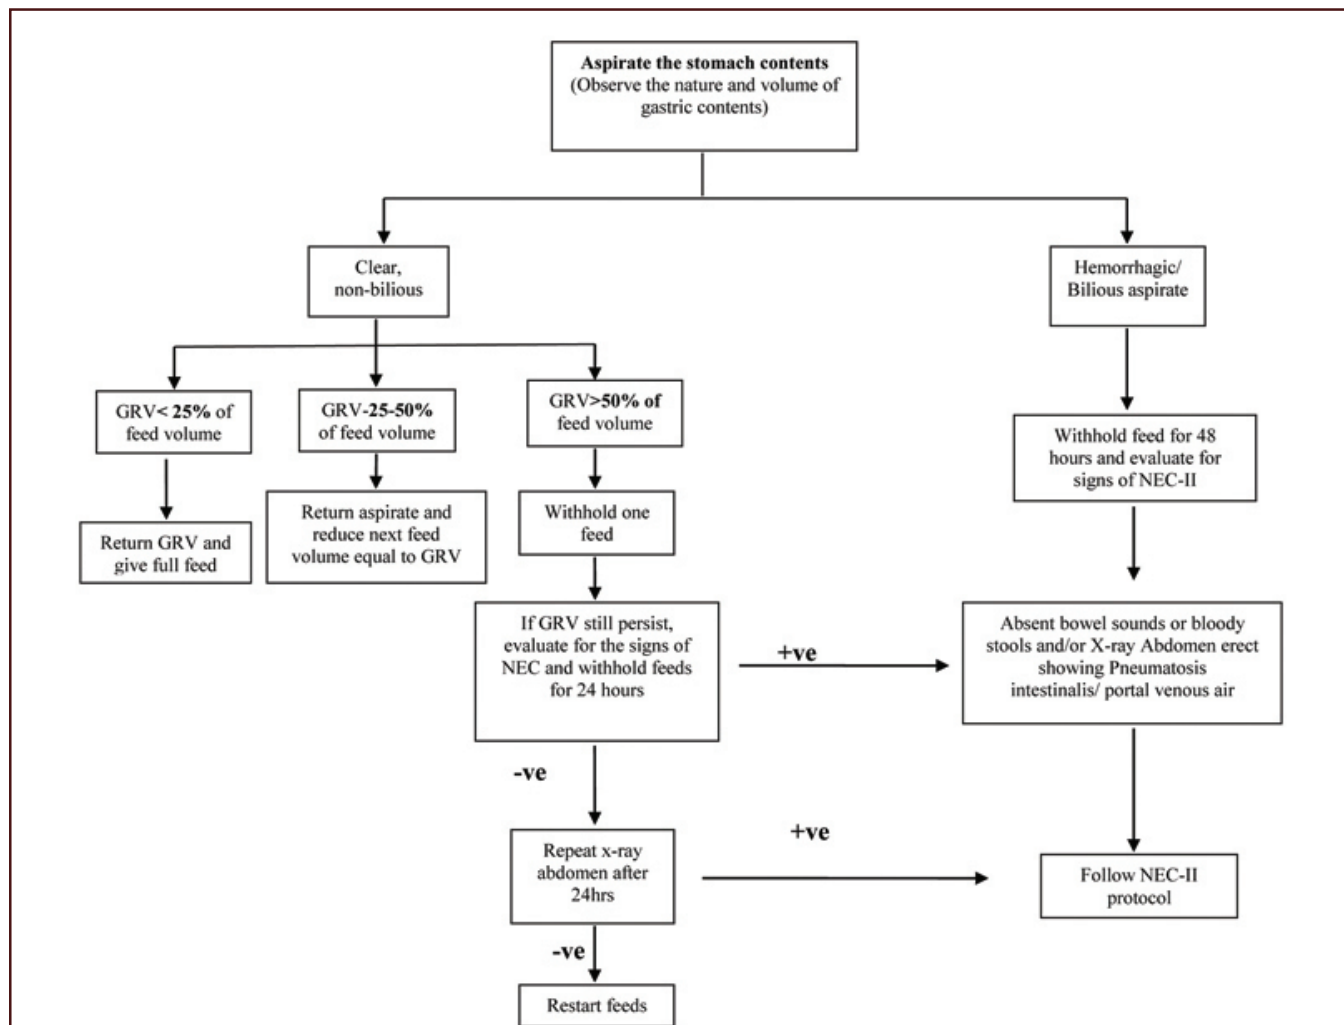 Aspirate the stomach contents
(Observe the nature and volume of
gastric contents)
Clear,
non-bilious
Hemorrhagic/
Bilious aspirate
GRV< 25% of
feed volume
GRV-25-50%
of feed volume
GRV>50% of
feed volume
Withhold feed for 48
hours and evaluate for
signs of NEC-II
Return GRV and
give full feed
Return aspirate and
reduce next feed
volume equal to GRV
Withhold one
feed
If GRV still persist,
evaluate for the signs of
NEC and withhold feeds
for 24 hours
+ve
Absent bowel sounds or bloody
stools and/or X-ray Abdomen erect
showing Pneumatosis
intestinalis/ portal venous air
-ve
Repeat x-ray
abdomen after
24hrs
+ve
Follow NEC-II
protocol
-ve
Restart feeds